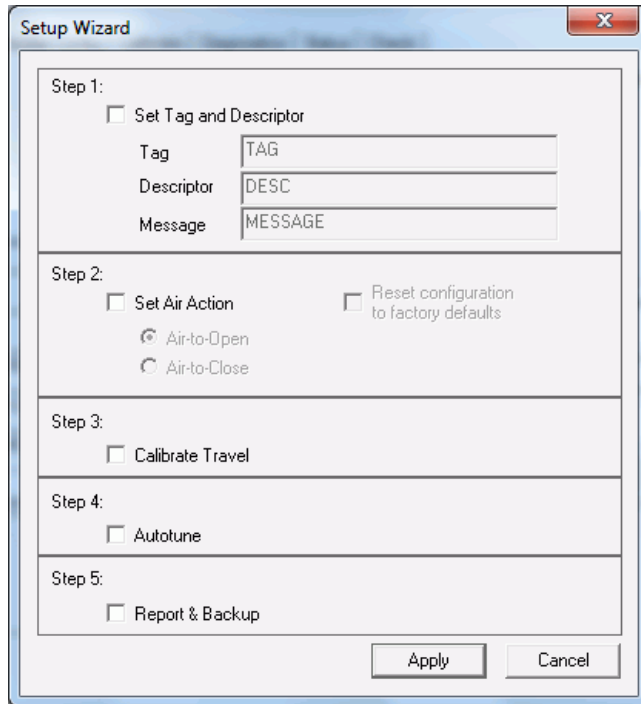 Setup Wizard
Step 1:
Set Tag and Descriptor
Tag TAG
Descriptor DESC
Message MESSAGE
Step 2:
Set Air Action
Reset configuration
to factory defaults
Air-to-Open
Air-to-Close
Step 3:
Calibrate Travel
Step 4:
Autotune
Step 5:
Report & Backup
Apply Cancel